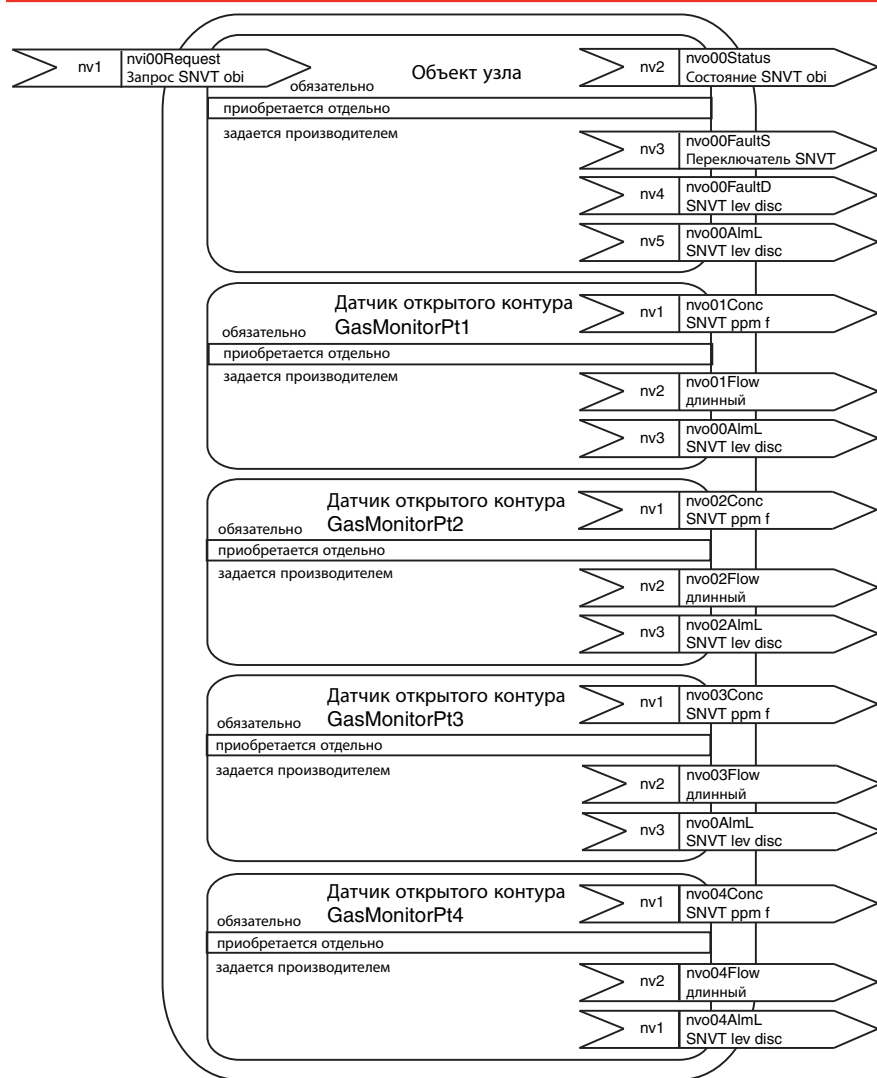 nv1
nvi00Request
Запрос SNVT obi
Объект узла
nv2
nvo00Status
Состояние SNVT obi
обязательно
приобретается отдельно
задается производителем
nv3
nvo00FaultS
Переключатель SNVT
nv4
nvo00FaultD
SNVT lev disc
nv5
nvo00AlmL
SNVT lev disc
Датчик открытого контура
GasMonitorPt1
обязательно
nv1
nvo01Conc
SNVT ppm f
приобретается отдельно
задается производителем
nv2
nvo01Flow
длинный
nv3
nvo00AlmL
SNVT lev disc
Датчик открытого контура
GasMonitorPt2
обязательно
nv1
nvo02Conc
SNVT ppm f
приобретается отдельно
задается производителем
nv2
nvo02Flow
длинный
nv3
nvo02AlmL
SNVT lev disc
Датчик открытого контура
GasMonitorPt3
обязательно
nv1
nvo03Conc
SNVT ppm f
приобретается отдельно
задается производителем
nv2
nvo03Flow
длинный
nv3
nvo0AlmL
SNVT lev disc
Датчик открытого контура
GasMonitorPt4
обязательно
nv1
nvo04Conc
SNVT ppm f
приобретается отдельно
задается производителем
nv2
nvo04Flow
длинный
nv1
nvo04AlmL
SNVT lev disc